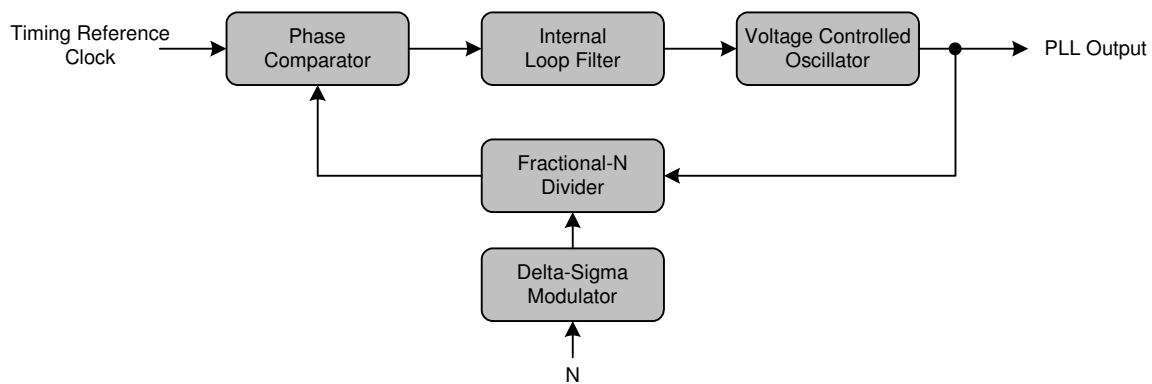 Timing Reference
Clock
Phase
Comparator
Internal
Loop Filter
Voltage Controlled
Oscillator
PLL Output
Fractional-N
Divider
Delta-Sigma
Modulator
N